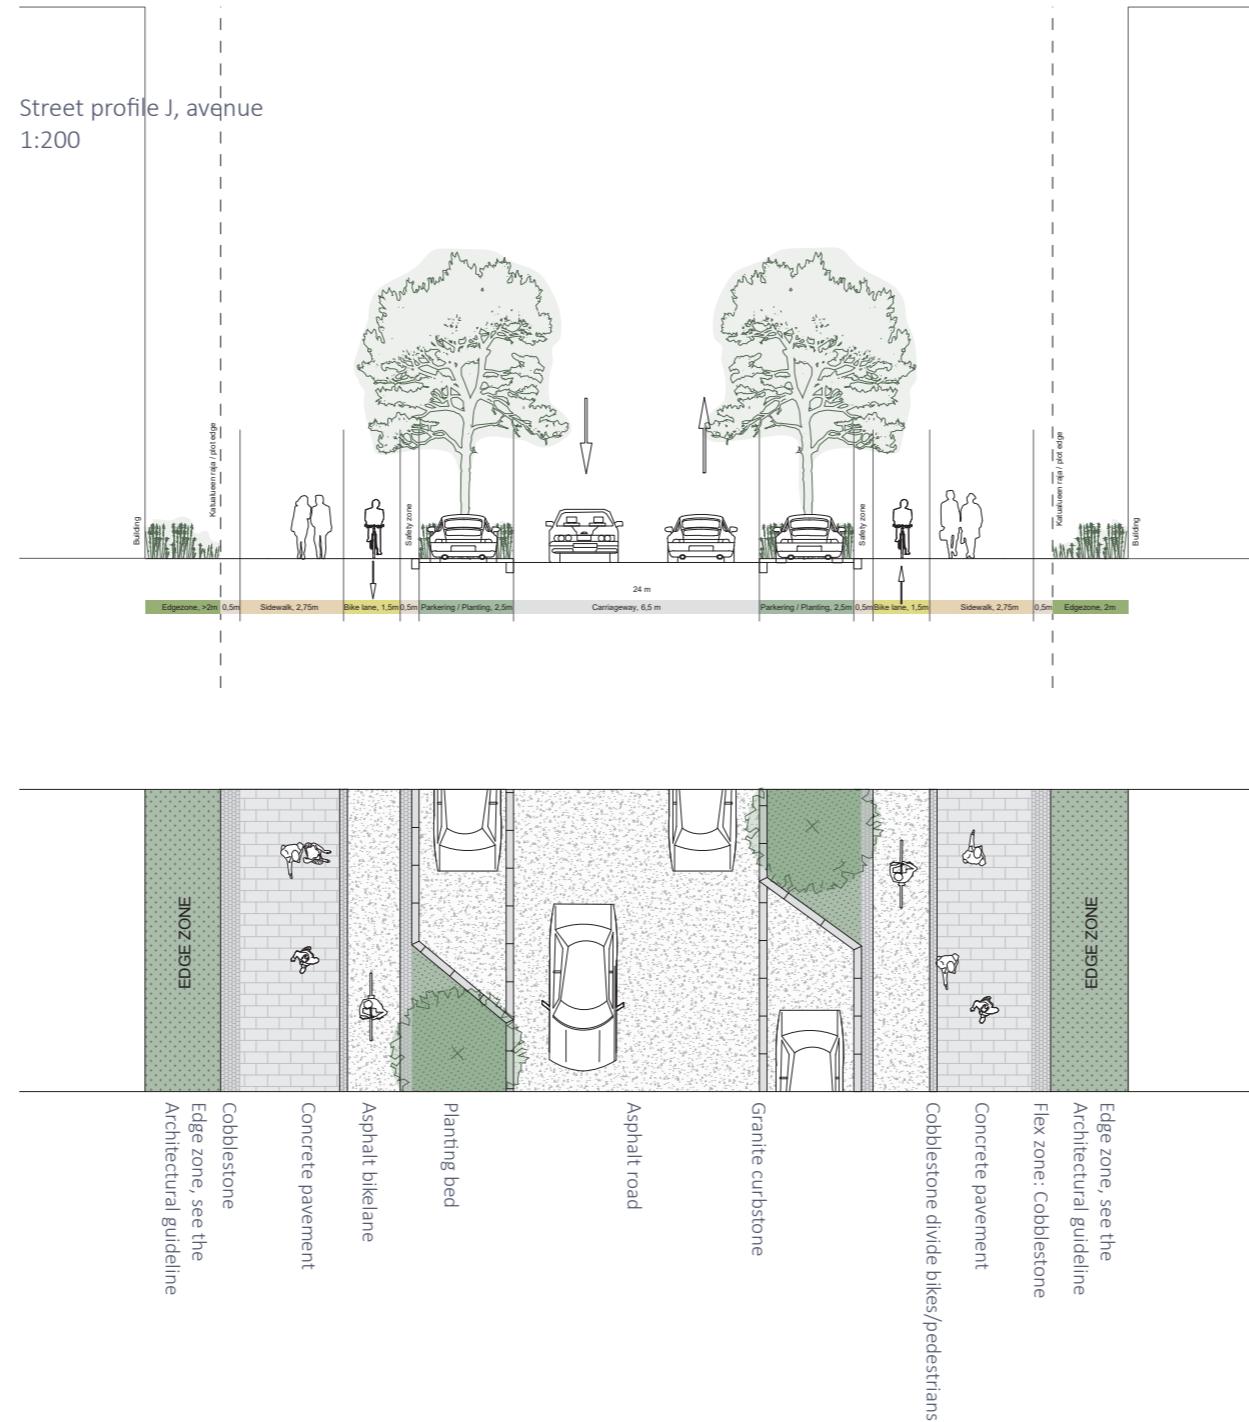 Street profile J, avenue
1:200
Building
Katualueen raja / plot edge
Safety zone
Safety zone
Katualueen raja / plot edge
Building
24 m
Edgezone, >2m
0,5m
Sidewalk, 2,75m
Bike lane, 1,5m
0,5m
Parkering / Planting, 2,5m
Carriageway, 6,5 m
Parkering / Planting, 2,5m
0,5m
Bike lane, 1,5m
Sidewalk, 2,75m
0,5m
Edgezone, 2m
EDGE ZONE
EDGE ZONE
Edge zone, see the
Architectural guideline
Cobblestone
Concrete pavement
Asphalt bikelane
Planting bed
Asphalt road
Granite curbstone
Cobblestone divide bikes/pedestrians
Concrete pavement
Flex zone: Cobblestone
Edge zone, see the
Architectural guideline